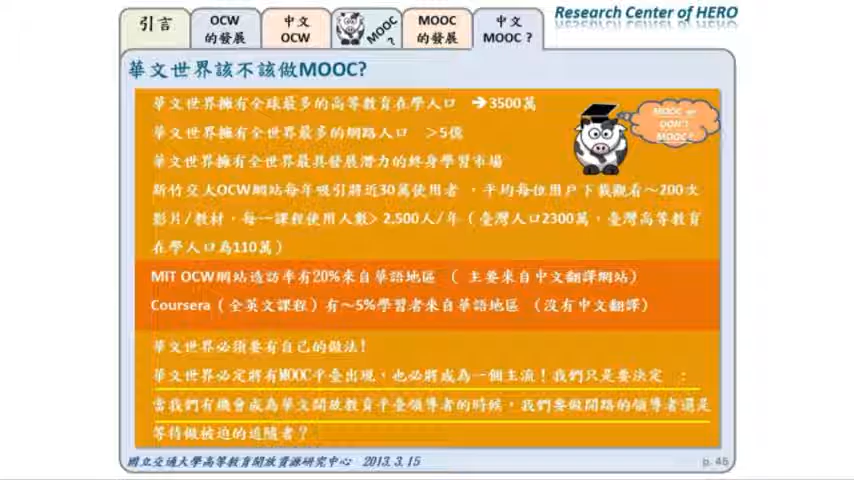 引言
OCW
的發展
中文
OCW
MOOC
?
MOOC
的發展
中文
MOOC ?
Research Center of HERO
華文世界該不該做MOOC?
華文世界擁有全球最多的高等教育在學人口 ➔3500萬
華文世界擁有全世界最多的網路人口 >5億
華文世界擁有全世界最具發展潛力的終身學習市場
MOOC or
DON'T
MOOC?
新竹交大OCW網站每年吸引將近30萬使用者 , 平均每位用戶下載觀看~200次
影片/教材, 每一課程使用人數> 2,500人/年 ( 臺灣人口2300萬, 臺灣高等教育
在學人口為110萬 )
MIT OCW網站造訪率有20%來自華語地區 ( 主要來自中文翻譯網站)
Coursera ( 全英文課程 ) 有~5%學習者來自華語地區 (沒有中文翻譯)
華文世界必須要有自己的做法!
華文世界必定將有MOOC平臺出現, 也必將成為一個主流! 我們只是要決定 :
當我們有機會成為華文開放教育平臺領導者的時候, 我們要做開路的領導者還是
等待做被迫的追隨者 ?
國立交通大學高等教育開放資源研究中心 2013.3.15
p. 45